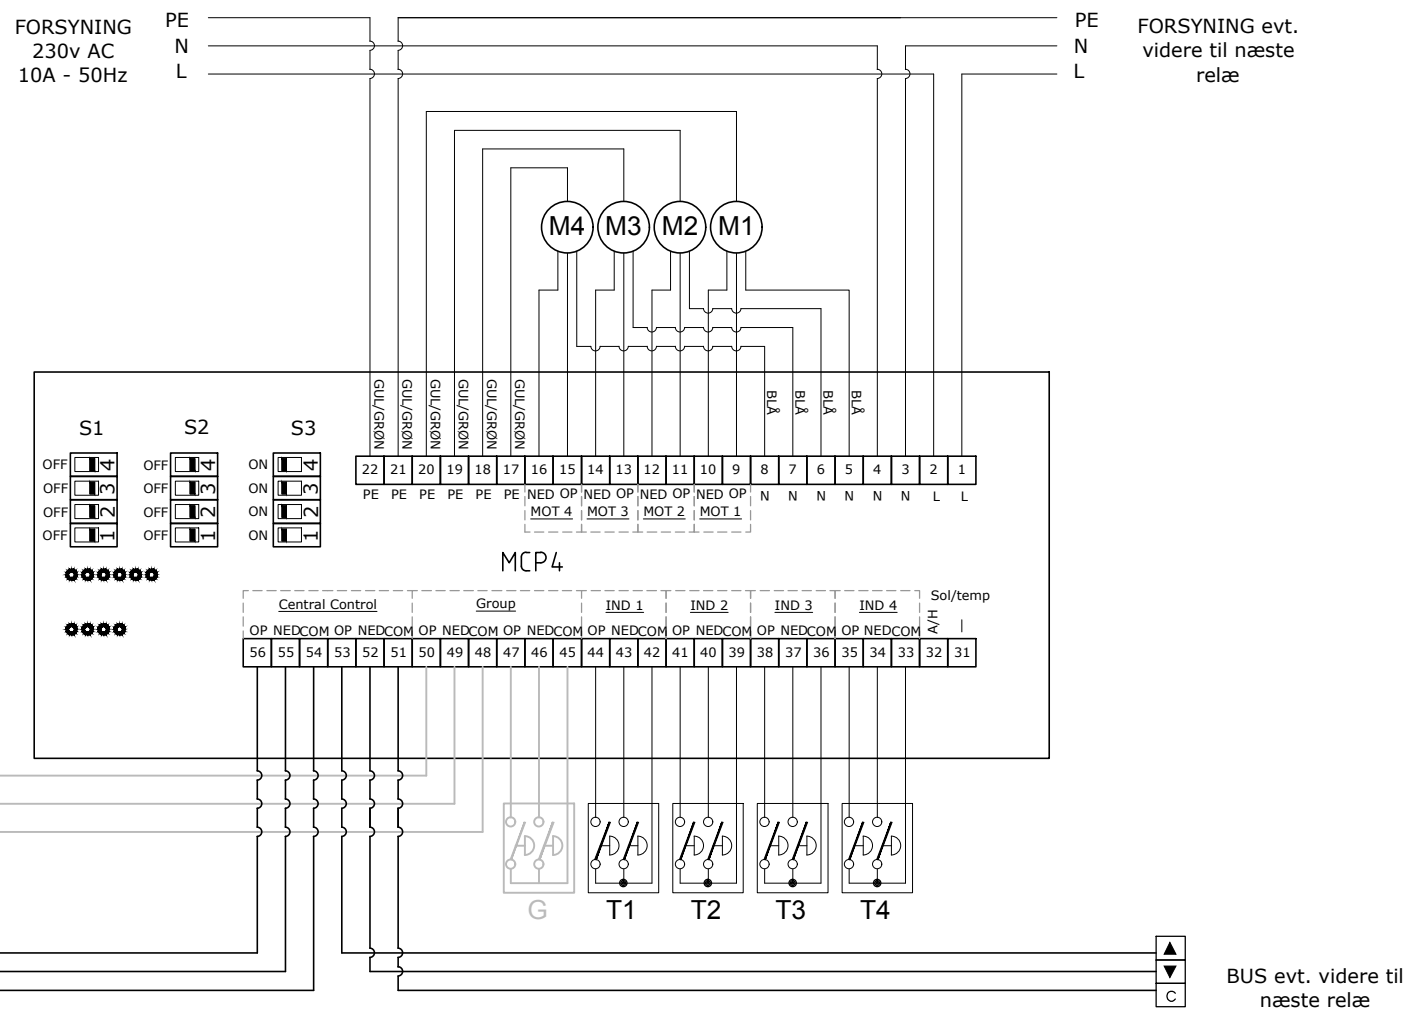 FORSYNING
230v AC
10A - 50Hz
PE
N
L
PE
N
L
FORSYNING evt.
videre til næste
relæ
M4 M3 M2 M1
GUL/GRØN GUL/GRØN GUL/GRØN GUL/GRØN GUL/GRØN GUL/GRØN
BLÅ BLÅ BLÅ BLÅ
S1 S2 S3
OFF 4 OFF 4 ON 4
OFF 3 OFF 3 ON 3
OFF 2 OFF 2 ON 2
OFF 1 OFF 1 ON 1
22 21 20 19 18 17 16 15 14 13 12 11 10 9 8 7 6 5 4 3 2 1
PE PE PE PE PE PE NED OP NED OP NED OP NED OP N N N N N N L L
MOT 4 MOT 3 MOT 2 MOT 1
MCP4
Central Control Group IND 1 IND 2 IND 3 IND 4 Sol/temp
OP NED COM OP NED COM OP NED COM OP NED COM OP NED COM OP NED COM OP NED COM OP NED COM A/H —
56 55 54 53 52 51 50 49 48 47 46 45 44 43 42 41 40 39 38 37 36 35 34 33 32 31
G T1 T2 T3 T4
▲
▼
C
BUS evt. videre til
næste relæ